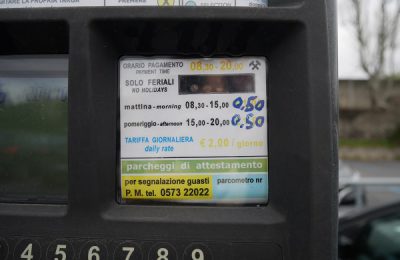 PREMERE
ORARIO PAGAMENTO 08,30-20,00
PAYMENT TIME
SOLO FERIALI
NO HOLIDAYS
mattina - morning 08,30-15,00 0,50
pomeriggio - afternoon 15,00-20,00 0,50
TARIFFA GIORNALIERA € 2,00 / giorno
daily rate
parcheggi di attestamento
per segnalazione guasti parcometro nr
P. M. tel. 0573 22022
4 5 6 7 8 9